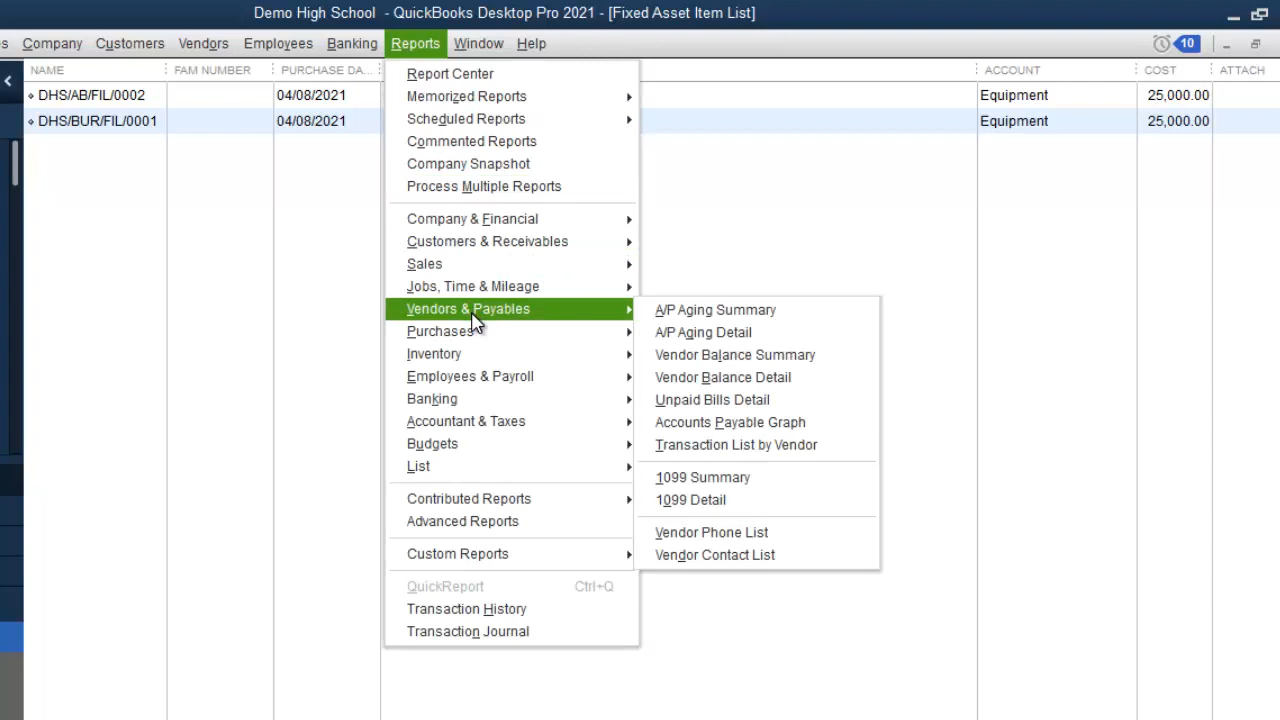 Demo High School - QuickBooks Desktop Pro 2021 - [Fixed Asset Item List]
s Company Customers Vendors Employees Banking Reports Window Help 10
NAME FAM NUMBER PURCHASE DA... ACCOUNT COST ATTACH
DHS/AB/FIL/0002 04/08/2021 Equipment 25,000.00
DHS/BUR/FIL/0001 04/08/2021 Equipment 25,000.00
Report Center
Memorized Reports
Scheduled Reports
Commented Reports
Company Snapshot
Process Multiple Reports
Company & Financial
Customers & Receivables
Sales
Jobs, Time & Mileage
Vendors & Payables
Purchases
Inventory
Employees & Payroll
Banking
Accountant & Taxes
Budgets
List
Contributed Reports
Advanced Reports
Custom Reports
QuickReport Ctrl+Q
Transaction History
Transaction Journal
A/P Aging Summary
A/P Aging Detail
Vendor Balance Summary
Vendor Balance Detail
Unpaid Bills Detail
Accounts Payable Graph
Transaction List by Vendor
1099 Summary
1099 Detail
Vendor Phone List
Vendor Contact List